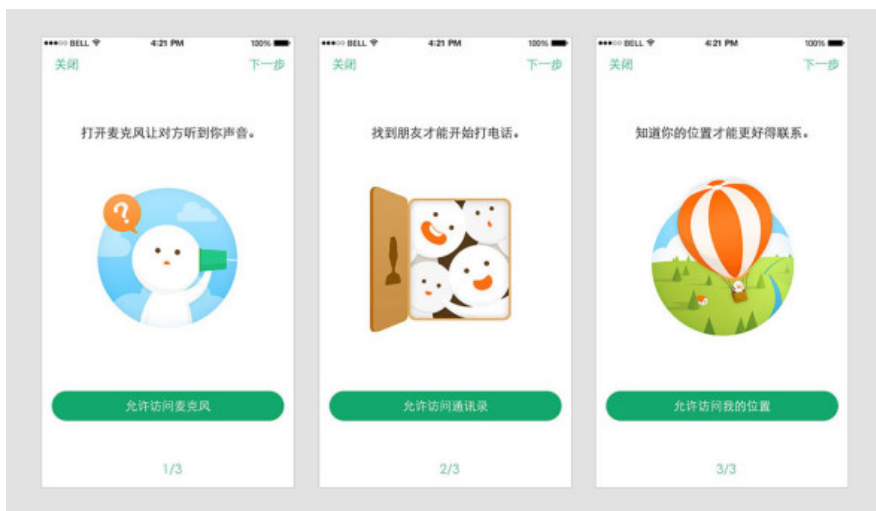 BELL 4:21 PM 100%
关闭 下一步
打开麦克风让对方听到你声音。
?
允许访问麦克风
1/3
BELL 4:21 PM 100%
关闭 下一步
找到朋友才能开始打电话。
允许访问通讯录
2/3
BELL 4:21 PM 100%
关闭 下一步
知道你的位置才能更好得联系。
允许访问我的位置
3/3